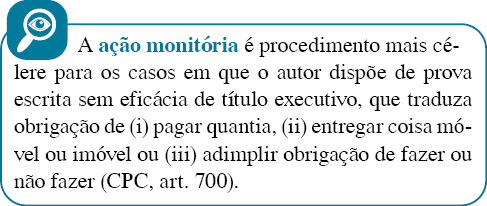 A ação monitória é procedimento mais cé-
lere para os casos em que o autor dispõe de prova
escrita sem eficácia de título executivo, que traduza
obrigação de (i) pagar quantia, (ii) entregar coisa mó-
vel ou imóvel ou (iii) adimplir obrigação de fazer ou
não fazer (CPC, art. 700).